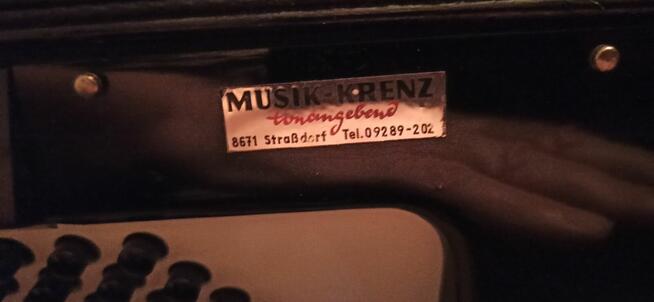 MUSIK-KRENZ
tonangebend
8671 Straßdorf Tel.09289-202